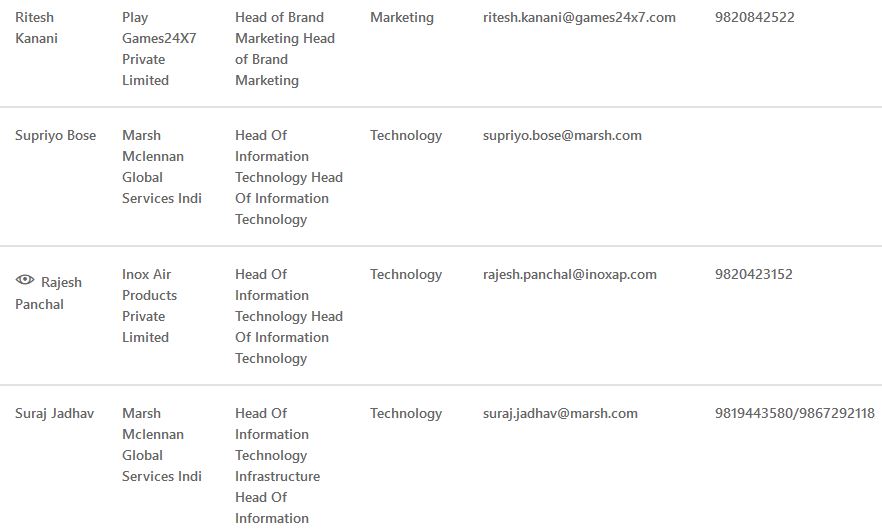 Ritesh Kanani Play Games24X7 Private Limited Head of Brand Marketing Head of Brand Marketing Marketing ritesh.kanani@games24x7.com 9820842522
Supriyo Bose Marsh Mclennan Global Services Indi Head Of Information Technology Head Of Information Technology Technology supriyo.bose@marsh.com
Rajesh Panchal Inox Air Products Private Limited Head Of Information Technology Head Of Information Technology Technology rajesh.panchal@inoxap.com 9820423152
Suraj Jadhav Marsh Mclennan Global Services Indi Head Of Information Technology Infrastructure Head Of Information Technology suraj.jadhav@marsh.com 9819443580/9867292118